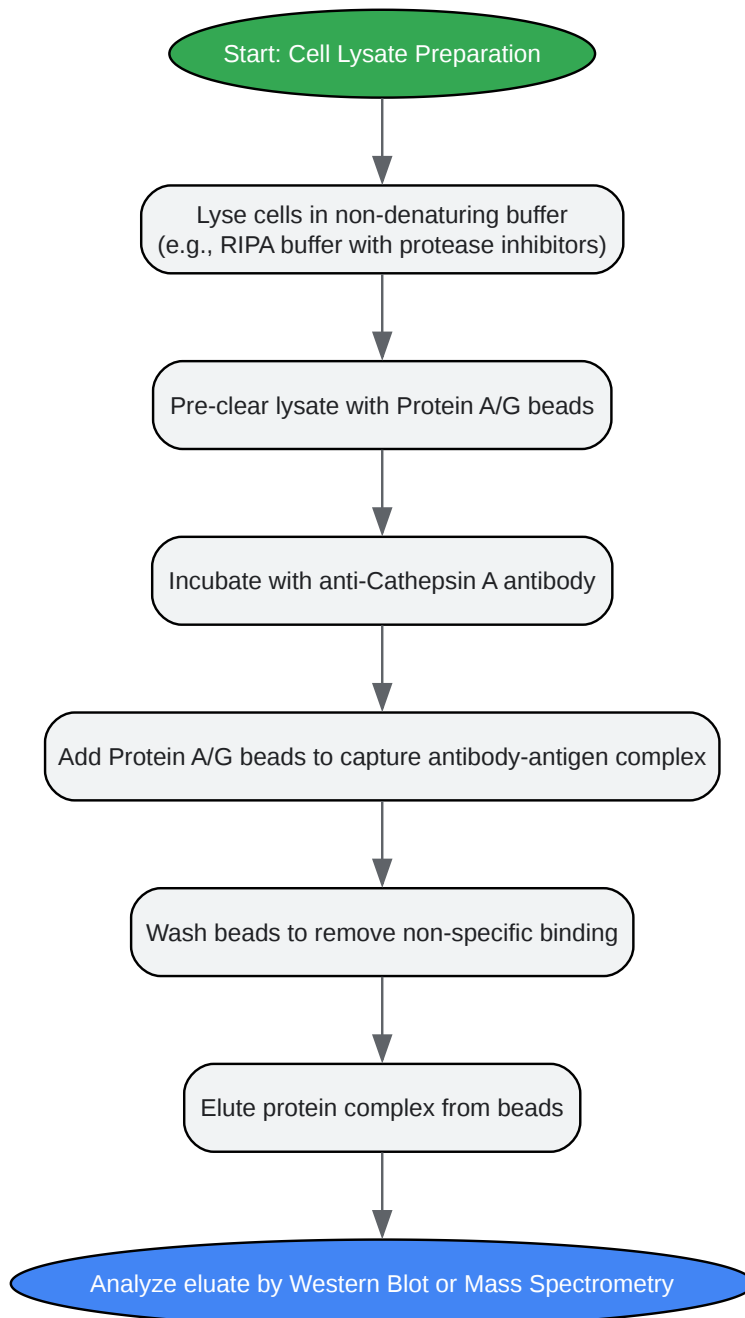 Start: Cell Lysate Preparation
Lyse cells in non-denaturing buffer
(e.g., RIPA buffer with protease inhibitors)
Pre-clear lysate with Protein A/G beads
Incubate with anti-Cathepsin A antibody
Add Protein A/G beads to capture antibody-antigen complex
Wash beads to remove non-specific binding
Elute protein complex from beads
Analyze eluate by Western Blot or Mass Spectrometry